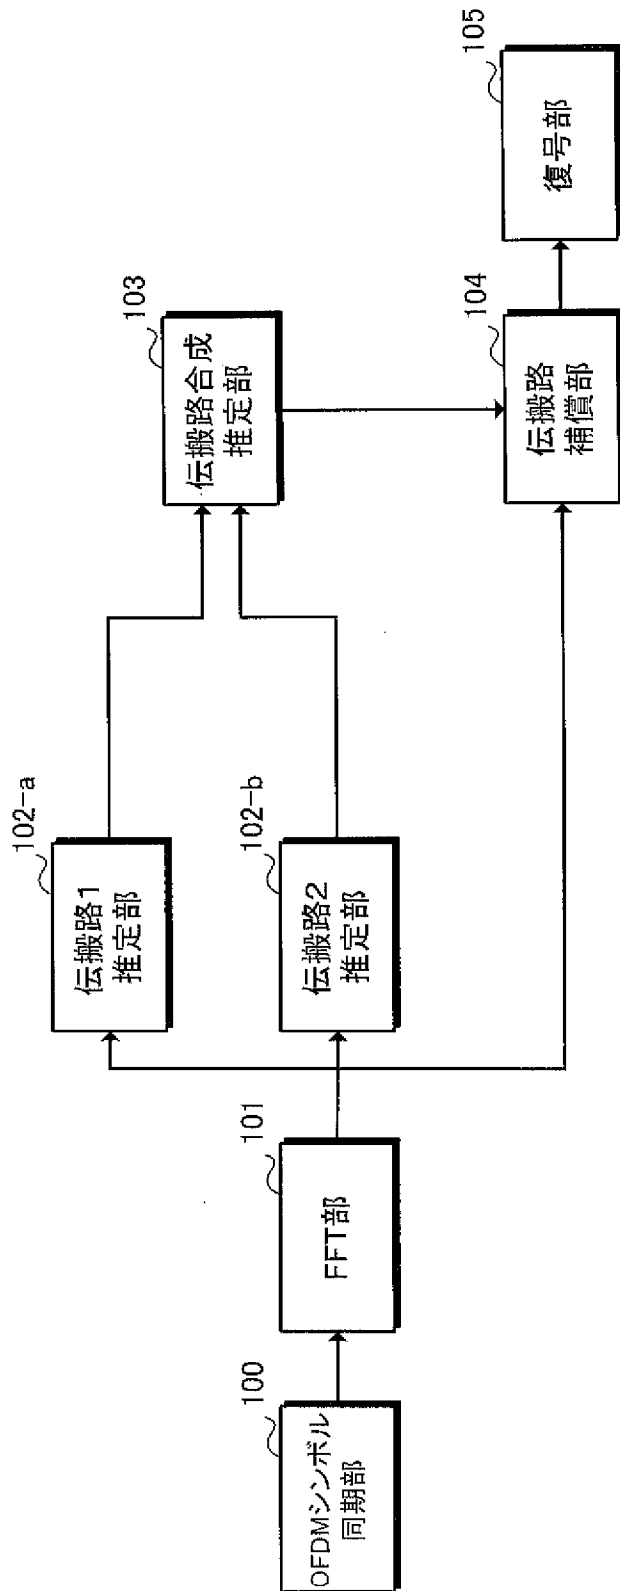 100
OFDMシンボル
同期部
101
FFT部
102-a
伝搬路1
推定部
102-b
伝搬路2
推定部
103
伝搬路合成
推定部
104
伝搬路
補償部
105
復号部